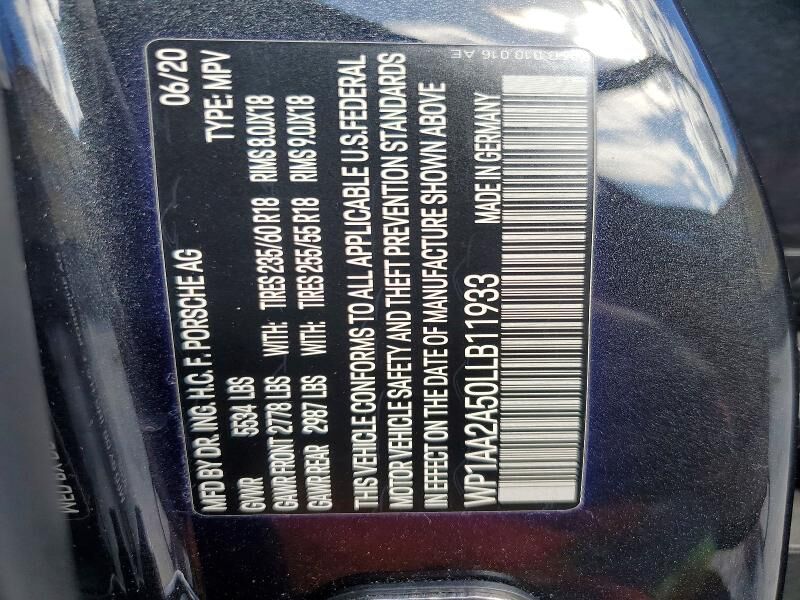 MFD BY DR. ING. H.C. F. PORSCHE AG 06/20
GVWR 5534 LBS TYPE: MPV
GAWR FRONT 2778 LBS WITH: TIRES 235/60 R18 RIMS 8.0JX18
GAWR REAR 2987 LBS WITH: TIRES 255/55 R18 RIMS 9.0JX18
THIS VEHICLE CONFORMS TO ALL APPLICABLE U.S. FEDERAL
MOTOR VEHICLE SAFETY AND THEFT PREVENTION STANDARDS
IN EFFECT ON THE DATE OF MANUFACTURE SHOWN ABOVE
WP1AA2A50LLB11933 MADE IN GERMANY